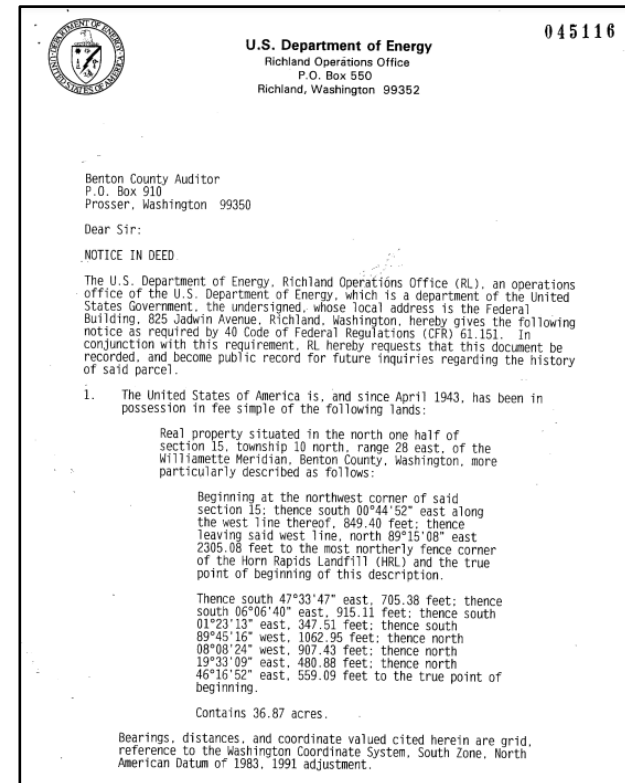 045116
DEPARTMENT OF ENERGY
UNITED STATES OF AMERICA
U.S. Department of Energy
Richland Operations Office
P.O. Box 550
Richland, Washington 99352
Benton County Auditor
P.O. Box 910
Prosser, Washington 99350
Dear Sir:
NOTICE IN DEED
The U.S. Department of Energy, Richland Operations Office (RL), an operations
office of the U.S. Department of Energy, which is a department of the United
States Government, the undersigned, whose local address is the Federal
Building, 825 Jadwin Avenue, Richland, Washington, hereby gives the following
notice as required by 40 Code of Federal Regulations (CFR) 61.151. In
conjunction with this requirement, RL hereby requests that this document be
recorded, and become public record for future inquiries regarding the history
of said parcel.
1. The United States of America is, and since April 1943, has been in
possession in fee simple of the following lands:
Real property situated in the north one half of
section 15, township 10 north, range 28 east, of the
Williamette Meridian, Benton County, Washington, more
particularly described as follows:
Beginning at the northwest corner of said
section 15; thence south 00°44'52" east along
the west line thereof, 849.40 feet; thence
leaving said west line, north 89°15'08" east
2305.08 feet to the most northerly fence corner
of the Horn Rapids Landfill (HRL) and the true
point of beginning of this description.
Thence south 47°33'47" east, 705.38 feet; thence
south 06°06'40" east, 915.11 feet; thence south
01°23'13" east, 347.51 feet; thence south
89°45'16" west, 1062.95 feet; thence north
08°08'24" west, 907.43 feet; thence north
19°33'09" east, 480.88 feet; thence north
46°16'52" east, 559.09 feet to the true point of
beginning.
Contains 36.87 acres.
Bearings, distances, and coordinate valued cited herein are grid,
reference to the Washington Coordinate System, South Zone, North
American Datum of 1983, 1991 adjustment.